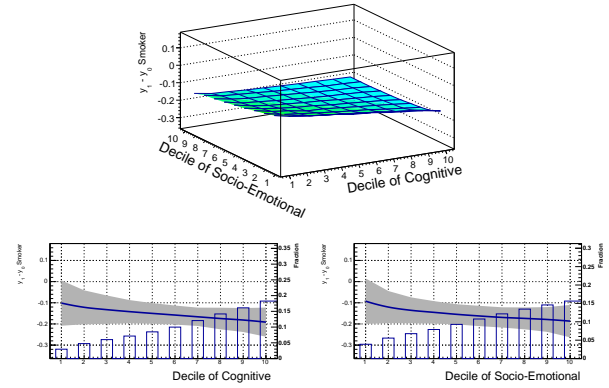 y1 - y0 Smoker
0.1
0
-0.1
-0.2
-0.3
10 9 8 7 6 5 4 3 2 1
Decile of Socio-Emotional
1 2 3 4 5 6 7 8 9 10
Decile of Cognitive
y1 - y0 Smoker
0.1
0
-0.1
-0.2
-0.3
1 2 3 4 5 6 7 8 9 10
Fraction
0.35
0.3
0.25
0.2
0.15
0.1
0.05
0
Decile of Cognitive
y1 - y0 Smoker
0.1
0
-0.1
-0.2
-0.3
1 2 3 4 5 6 7 8 9 10
Fraction
0.35
0.3
0.25
0.2
0.15
0.1
0.05
0
Decile of Socio-Emotional